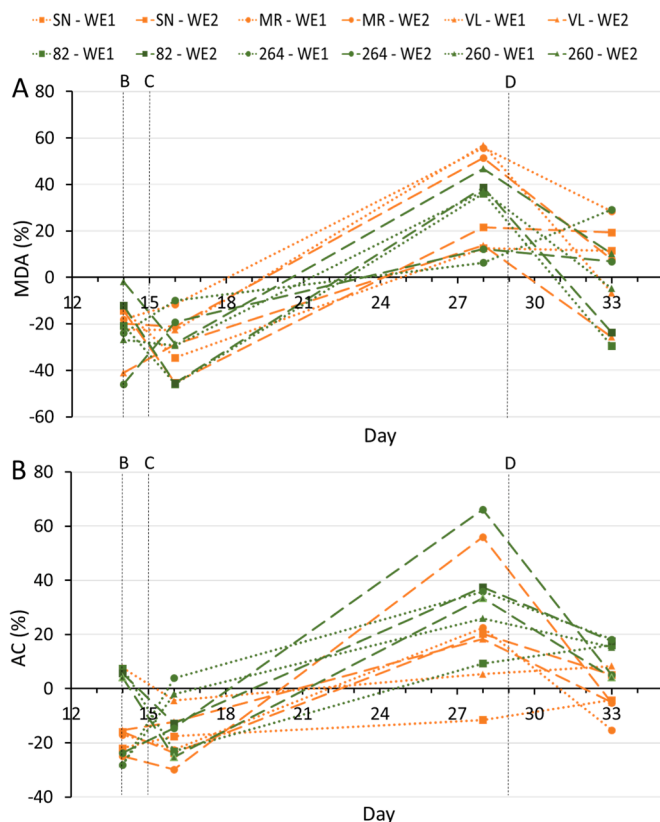 SN - WE1 SN - WE2 MR - WE1 MR - WE2 VL - WE1 VL - WE2
82 - WE1 82 - WE2 264 - WE1 264 - WE2 260 - WE1 260 - WE2
A
B C D
80
60
40
20
0
-20
-40
-60
12 15 18 21 24 27 30 33
MDA (%)
Day
B
B C D
80
60
40
20
0
-20
-40
12 15 18 21 24 27 30 33
AC (%)
Day